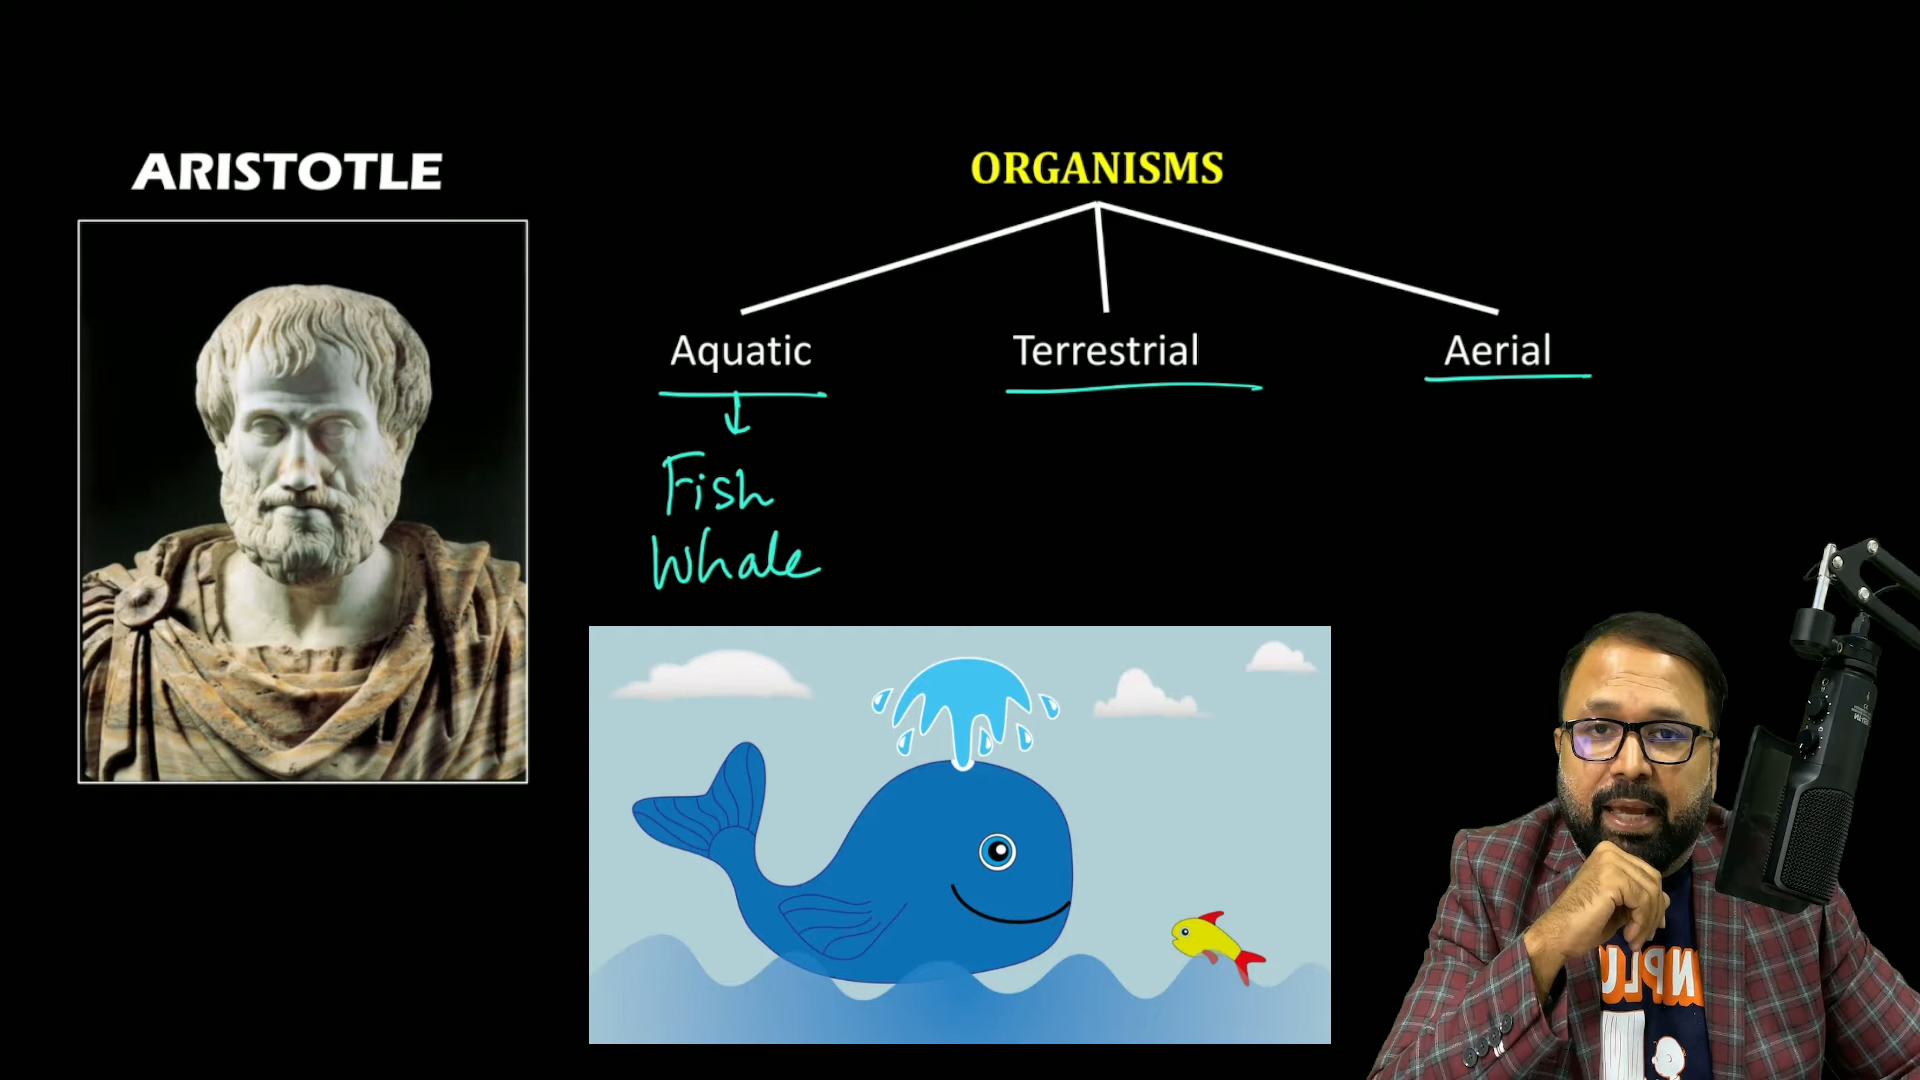 ARISTOTLE
ORGANISMS
Aquatic
Terrestrial
Aerial
Fish
Whale